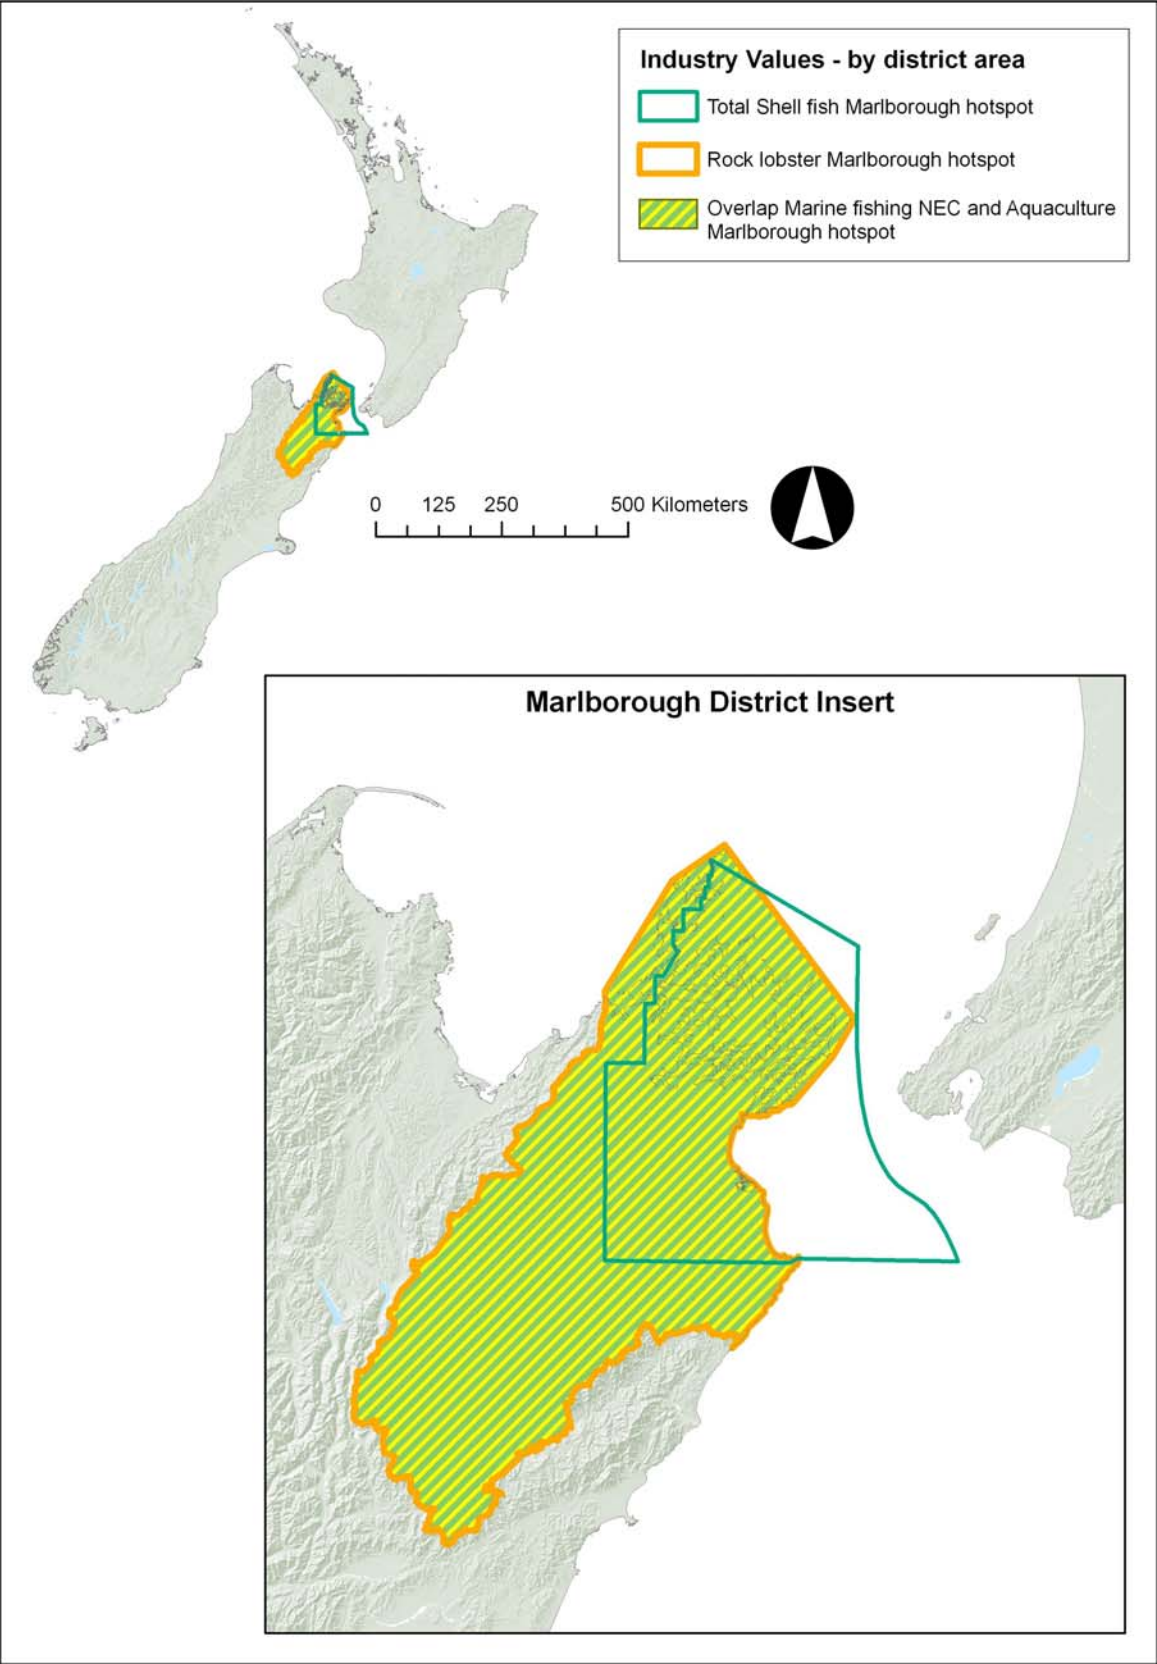 Industry Values - by district area
Total Shell fish Marlborough hotspot
Rock lobster Marlborough hotspot
Overlap Marine fishing NEC and Aquaculture
Marlborough hotspot
0 125 250 500 Kilometers
Marlborough District Insert